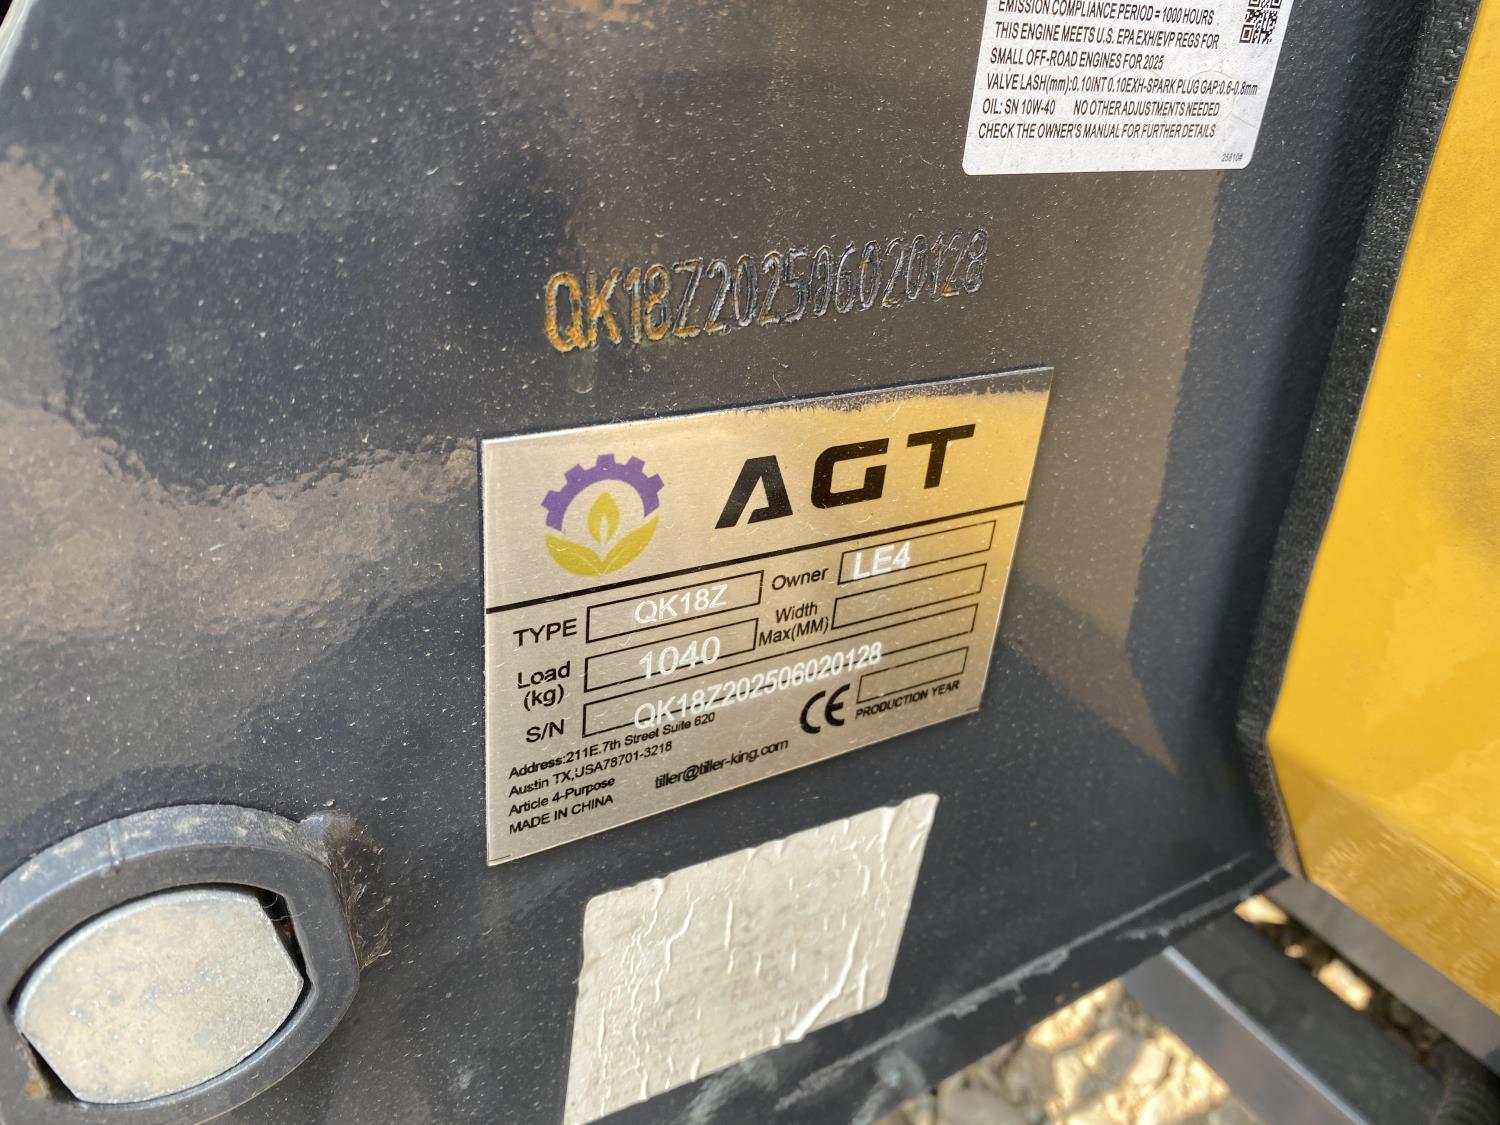 EMISSION COMPLIANCE PERIOD = 1000 HOURS
THIS ENGINE MEETS U.S. EPA EXH/EVP REGS FOR
SMALL OFF-ROAD ENGINES FOR 2025
VALVE LASH(mm):0.10INT 0.10EXH-SPARK PLUG GAP:0.6-0.8mm
OIL: SN 10W-40 NO OTHER ADJUSTMENTS NEEDED
CHECK THE OWNER'S MANUAL FOR FURTHER DETAILS
25810#
QK18Z202506020128
AGT
TYPE QK18Z Owner LE4
Load (kg) 1040 Width Max(MM)
S/N QK18Z202506020128
CE PRODUCTION YEAR
Address:211E.7th Street Suite 620
Austin TX,USA78701-3218
Article 4-Purpose tiller@tiller-king.com
MADE IN CHINA